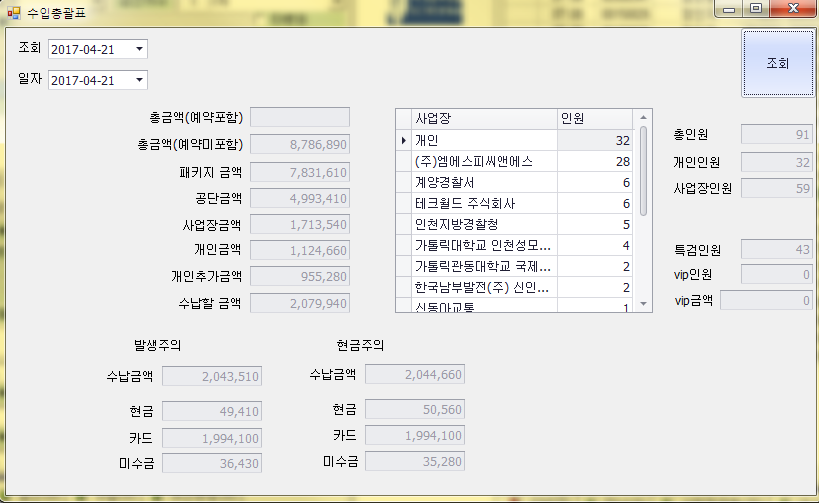 수입총괄표
조회 2017-04-21
일자 2017-04-21
조회
총금액(예약포함)
총금액(예약미포함) 8,786,890
패키지 금액 7,831,610
공단금액 4,993,410
사업장금액 1,713,540
개인금액 1,124,660
개인추가금액 955,280
수납할 금액 2,079,940
사업장 인원
개인 32
(주)엠에스피씨앤에스 28
계양경찰서 6
테크월드 주식회사 6
인천지방경찰청 5
가톨릭대학교 인천성모... 4
가톨릭관동대학교 국제... 2
한국남부발전(주) 신인... 2
신동아교통 1
총인원 91
개인인원 32
사업장인원 59
특검인원 43
vip인원 0
vip금액 0
발생주의
수납금액 2,043,510
현금 49,410
카드 1,994,100
미수금 36,430
현금주의
수납금액 2,044,660
현금 50,560
카드 1,994,100
미수금 35,280